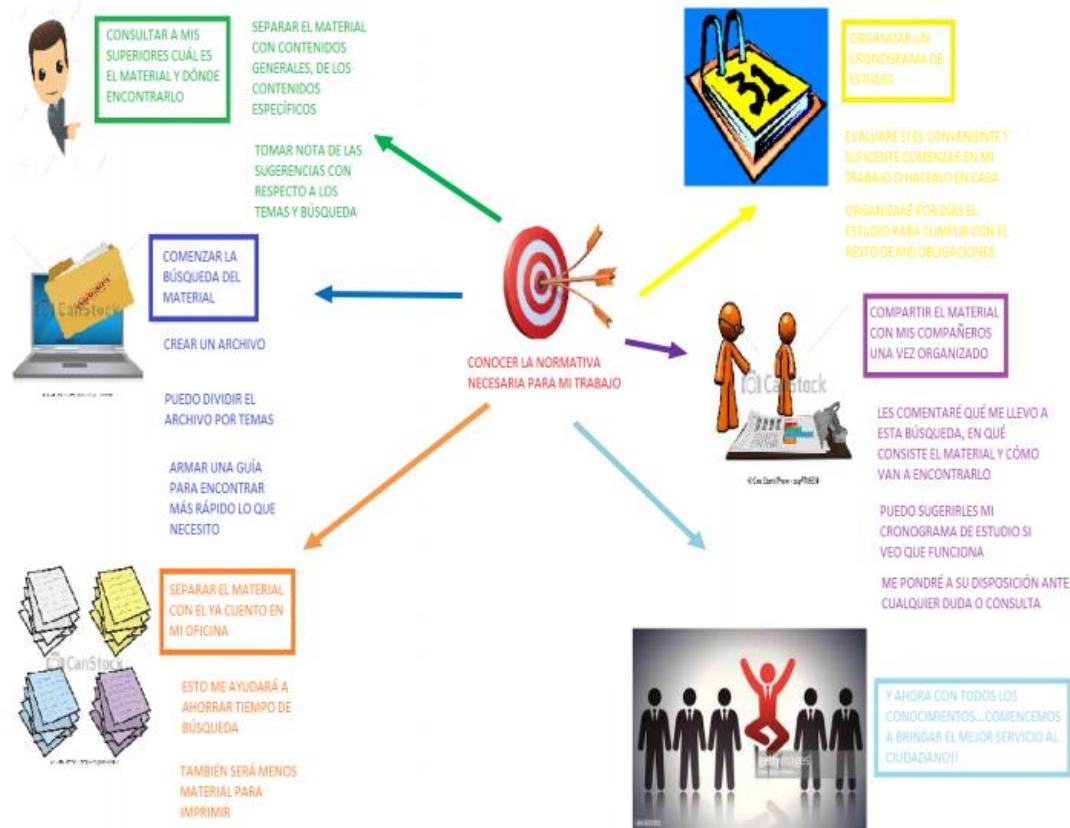 CONSULTAR A MIS
SUPERIORES CUÁL ES
EL MATERIAL Y DÓNDE
ENCONTRARLO
SEPARAR EL MATERIAL
CON CONTENIDOS
GENERALES, DE LOS
CONTENIDOS
ESPECÍFICOS
TOMAR NOTA DE LAS
SUGERENCIAS CON
RESPECTO A LOS
TEMAS Y BÚSQUEDA
31
ORGANIZAR UN
CRONOGRAMA DE
ESTUDIO
EVALUARÉ SI ES CONVENIENTE Y
SUFICENTE COMENZAR EN MI
TRABAJO O HACERLO EN CASA
ORGANIZARÉ POR DÍAS EL
ESTUDIO PARA CUMPLIR CON EL
RESTO DE MIS OBLIGACIONES
COMENZAR LA
BÚSQUEDA DEL
MATERIAL
CanStock
CREAR UN ARCHIVO
PUEDO DIVIDIR EL
ARCHIVO POR TEMAS
ARMAR UNA GUÍA
PARA ENCONTRAR
MÁS RÁPIDO LO QUE
NECESITO
CONOCER LA NORMATIVA
NECESARIA PARA MI TRABAJO
COMPARTIR EL MATERIAL
CON MIS COMPAÑEROS
UNA VEZ ORGANIZADO
CanStock
LES COMENTARÉ QUÉ ME LLEVO A
ESTA BÚSQUEDA, EN QUÉ
CONSISTE EL MATERIAL Y CÓMO
VAN A ENCONTRARLO
PUEDO SUGERIRLES MI
CRONOGRAMA DE ESTUDIO SI
VEO QUE FUNCIONA
ME PONDRÉ A SU DISPOSICIÓN ANTE
CUALQUIER DUDA O CONSULTA
SEPARAR EL MATERIAL
CON EL YA CUENTO EN
MI OFICINA
CanStock
ESTO ME AYUDARÁ A
AHORRAR TIEMPO DE
BÚSQUEDA
TAMBIÉN SERÁ MENOS
MATERIAL PARA
IMPRIMIR
gettyimages
Y AHORA CON TODOS LOS
CONOCIMIENTOS...COMENCEMOS
A BRINDAR EL MEJOR SERVICIO AL
CIUDADANO!!